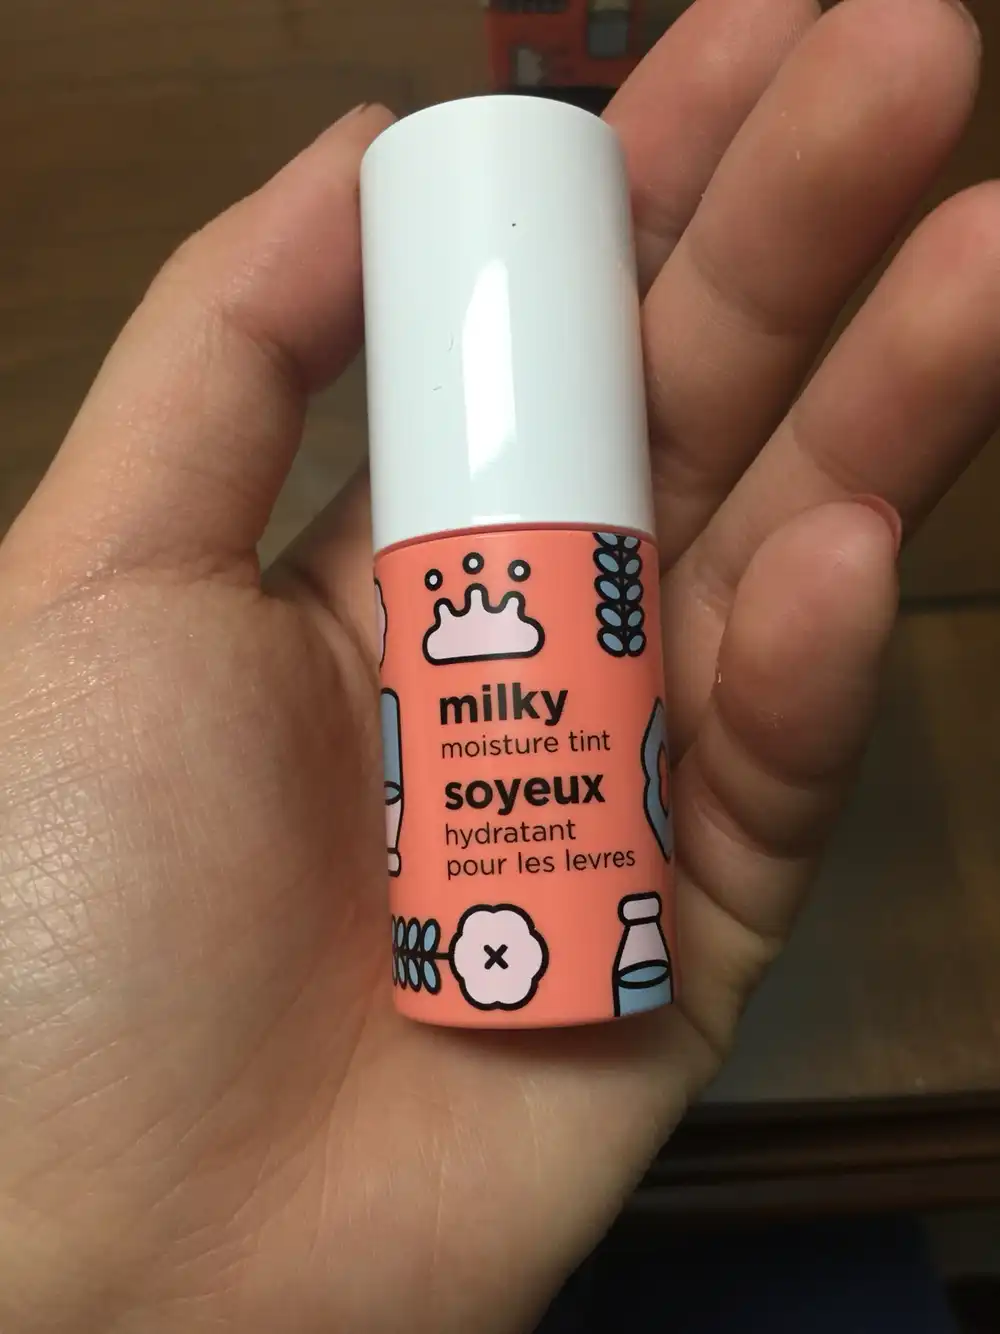 milky
moisture tint
soyeux
hydratant
pour les levres